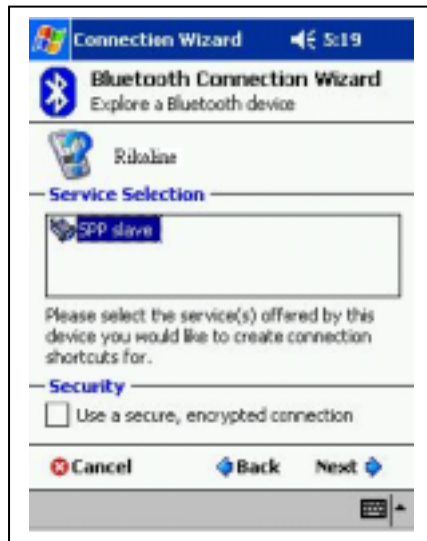 Connection Wizard 5:19
Bluetooth Connection Wizard
Explore a Bluetooth device
Rikaline
Service Selection
SPP slave
Please select the service(s) offered by this
device you would like to create connection
shortcuts for.
Security
Use a secure, encrypted connection
Cancel Back Next